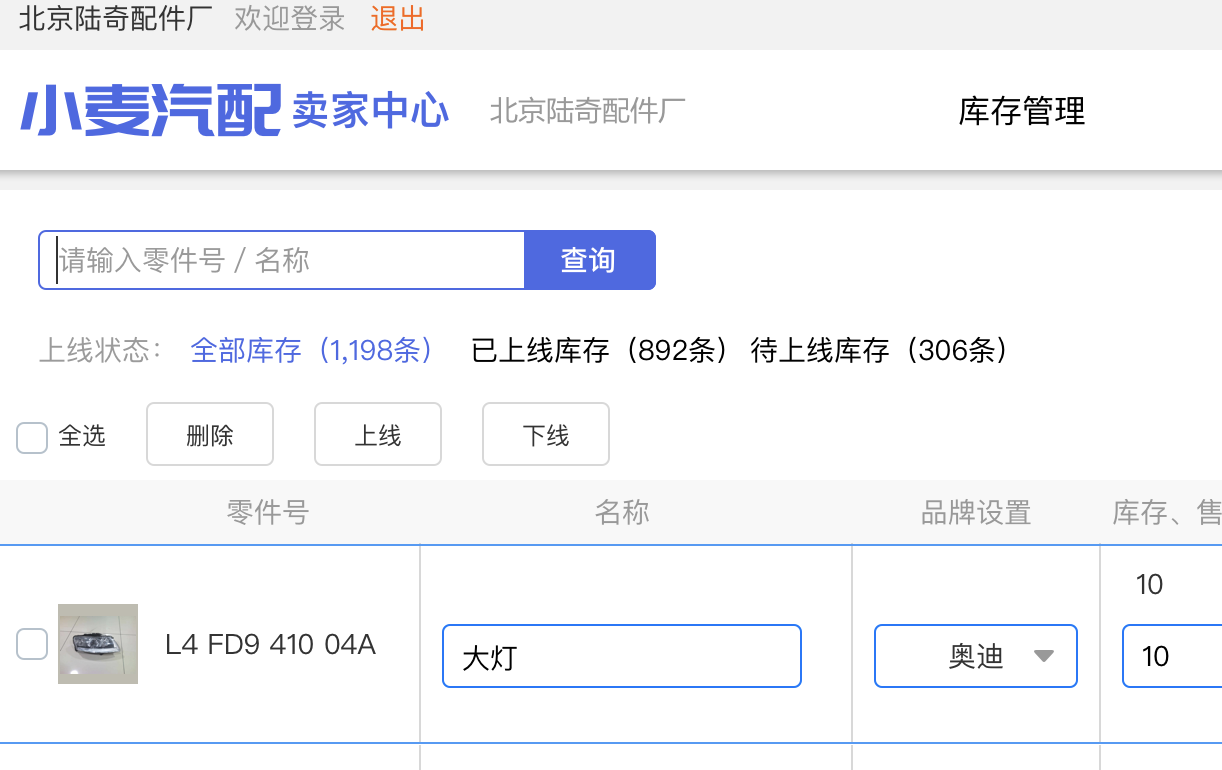 北京陆奇配件厂 欢迎登录 退出
小麦汽配 卖家中心 北京陆奇配件厂 库存管理
请输入零件号 / 名称 查询
上线状态： 全部库存（1,198条） 已上线库存（892条） 待上线库存（306条）
全选 删除 上线 下线
零件号 名称 品牌设置 库存、售
10
L4 FD9 410 04A 大灯 奥迪 10